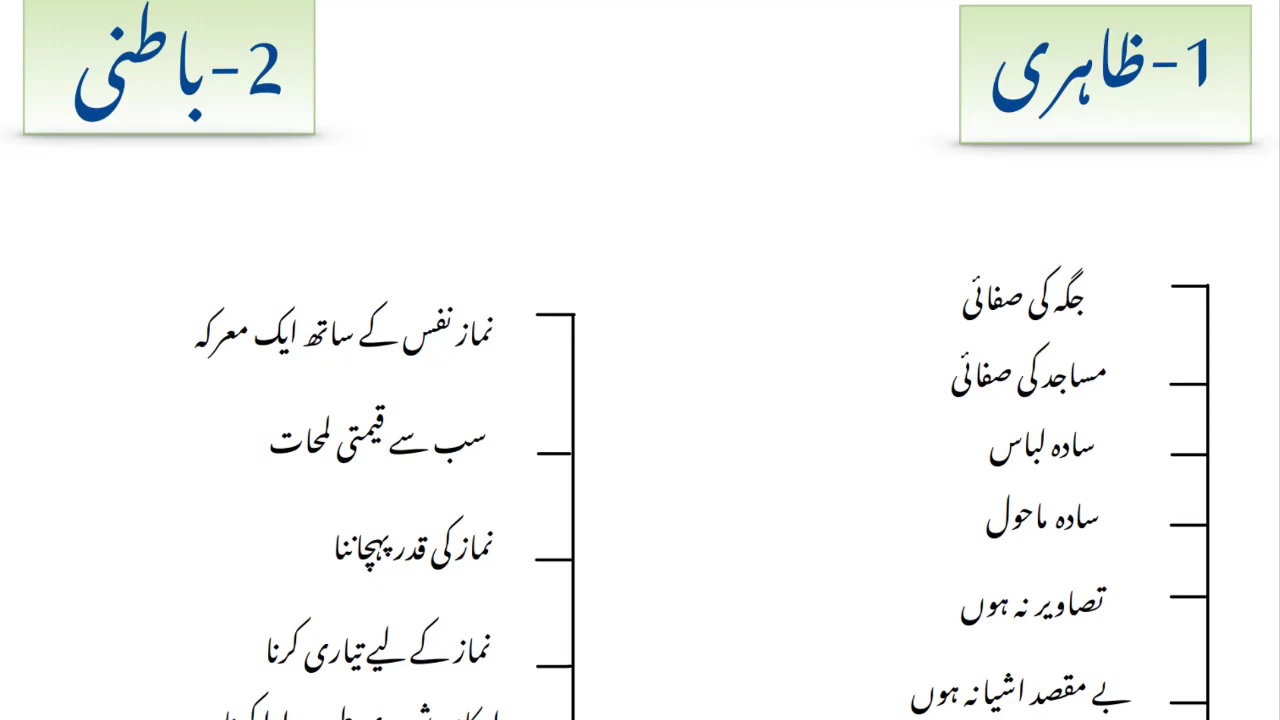 1-ظاہری
جگہ کی صفائی
مساجد کی صفائی
سادہ لباس
سادہ ماحول
تصاویر نہ ہوں
بے مقصد اشیا نہ ہوں
2-باطنی
نماز نفس کے ساتھ ایک معرکہ
سب سے قیمتی لمحات
نماز کی قدر پہچاننا
نماز کے لیے تیاری کرنا